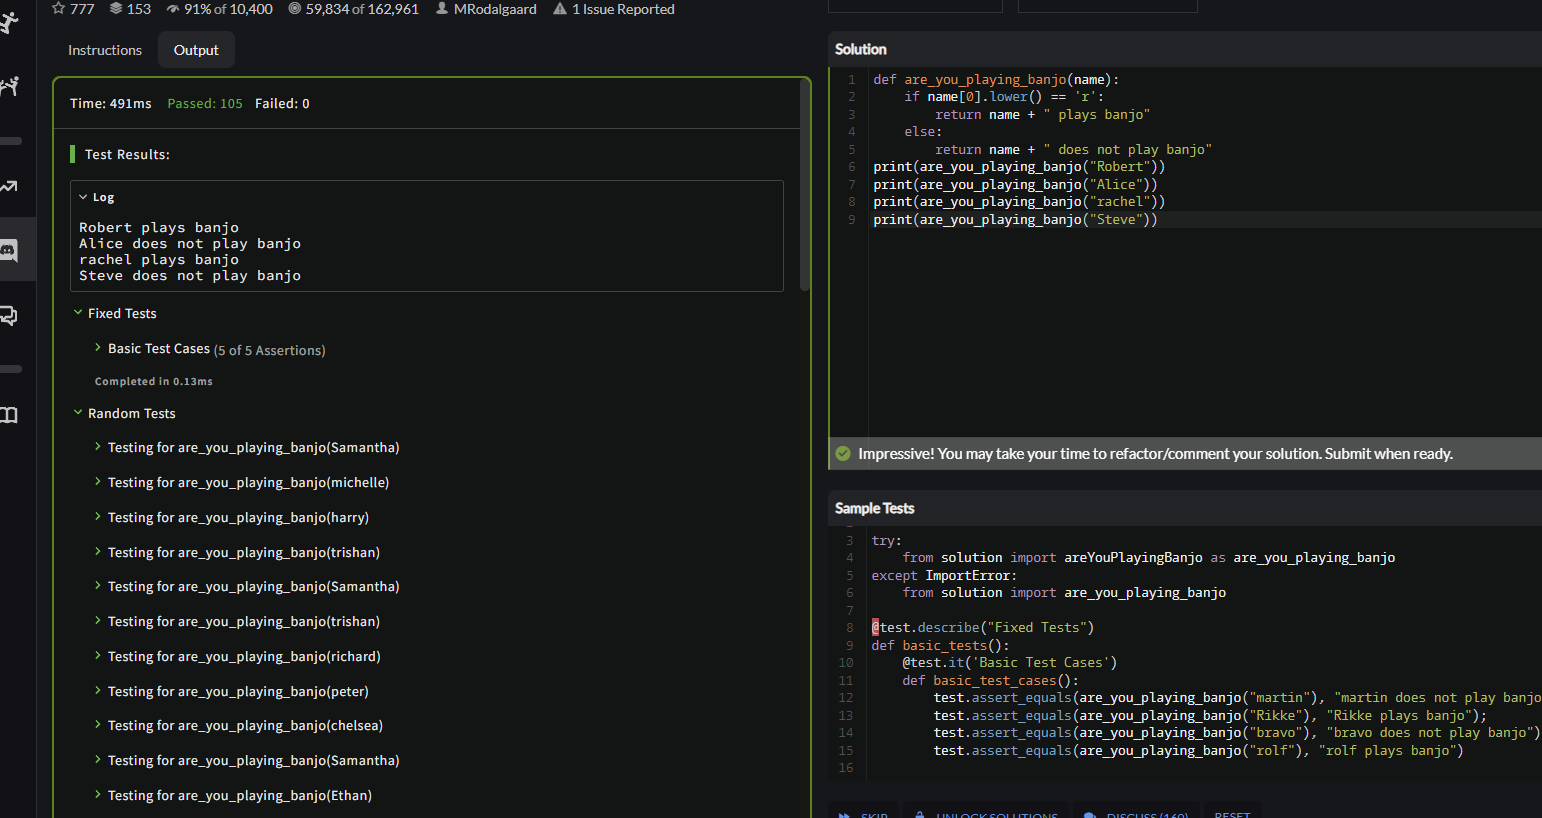 777 153 91% of 10,400 59,834 of 162,961 MRodalgaard 1 Issue Reported
Instructions Output
Time: 491ms Passed: 105 Failed: 0
Test Results:
Log
Robert plays banjo
Alice does not play banjo
rachel plays banjo
Steve does not play banjo
Fixed Tests
Basic Test Cases (5 of 5 Assertions)
Completed in 0.13ms
Random Tests
Testing for are_you_playing_banjo(Samantha)
Testing for are_you_playing_banjo(michelle)
Testing for are_you_playing_banjo(harry)
Testing for are_you_playing_banjo(trishan)
Testing for are_you_playing_banjo(Samantha)
Testing for are_you_playing_banjo(trishan)
Testing for are_you_playing_banjo(richard)
Testing for are_you_playing_banjo(peter)
Testing for are_you_playing_banjo(chelsea)
Testing for are_you_playing_banjo(Samantha)
Testing for are_you_playing_banjo(Ethan)
Solution
1 def are_you_playing_banjo(name):
2 if name[0].lower() == 'r':
3 return name + " plays banjo"
4 else:
5 return name + " does not play banjo"
6 print(are_you_playing_banjo("Robert"))
7 print(are_you_playing_banjo("Alice"))
8 print(are_you_playing_banjo("rachel"))
9 print(are_you_playing_banjo("Steve"))
Impressive! You may take your time to refactor/comment your solution. Submit when ready.
Sample Tests
3 try:
4 from solution import areYouPlayingBanjo as are_you_playing_banjo
5 except ImportError:
6 from solution import are_you_playing_banjo
7
8 @test.describe("Fixed Tests")
9 def basic_tests():
10 @test.it('Basic Test Cases')
11 def basic_test_cases():
12 test.assert_equals(are_you_playing_banjo("martin"), "martin does not play banjo
13 test.assert_equals(are_you_playing_banjo("Rikke"), "Rikke plays banjo");
14 test.assert_equals(are_you_playing_banjo("bravo"), "bravo does not play banjo")
15 test.assert_equals(are_you_playing_banjo("rolf"), "rolf plays banjo")
16
SKIP UNLOCK SOLUTIONS DISCUSS (160) RESET